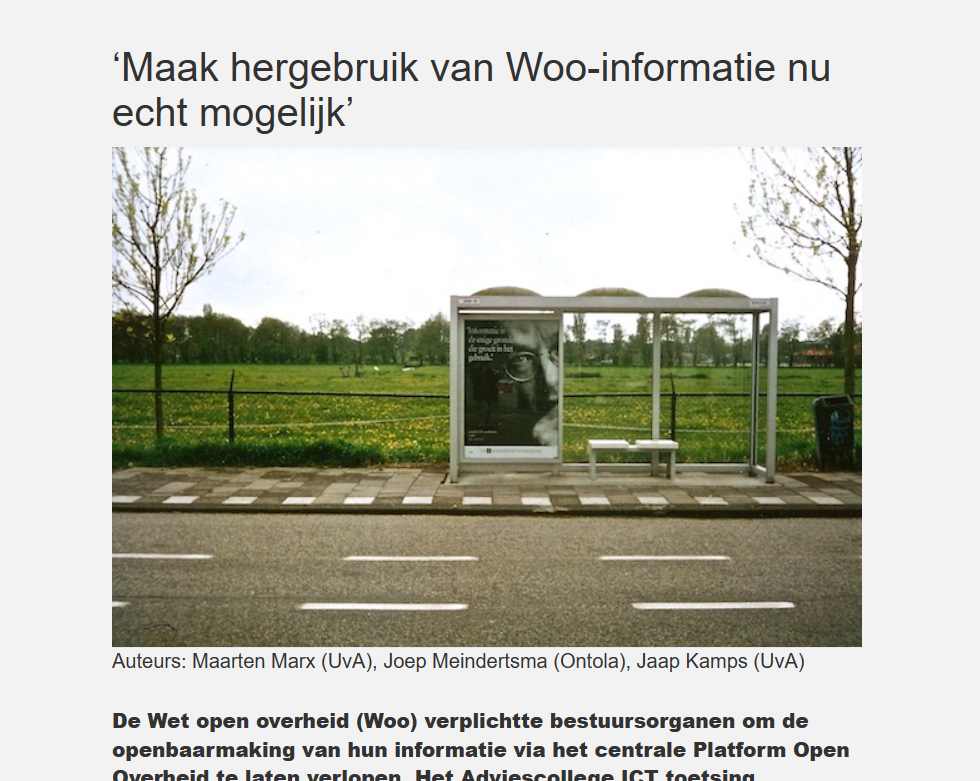 ‘Maak hergebruik van Woo-informatie nu
echt mogelijk’
"Informatie is
de enige grondstof
die groeit in het
gebruik."
Auteurs: Maarten Marx (UvA), Joep Meindertsma (Ontola), Jaap Kamps (UvA)
De Wet open overheid (Woo) verplichtte bestuursorganen om de
openbaarmaking van hun informatie via het centrale Platform Open
Overheid te laten verlopen. Het Adviescollege ICT toetsing